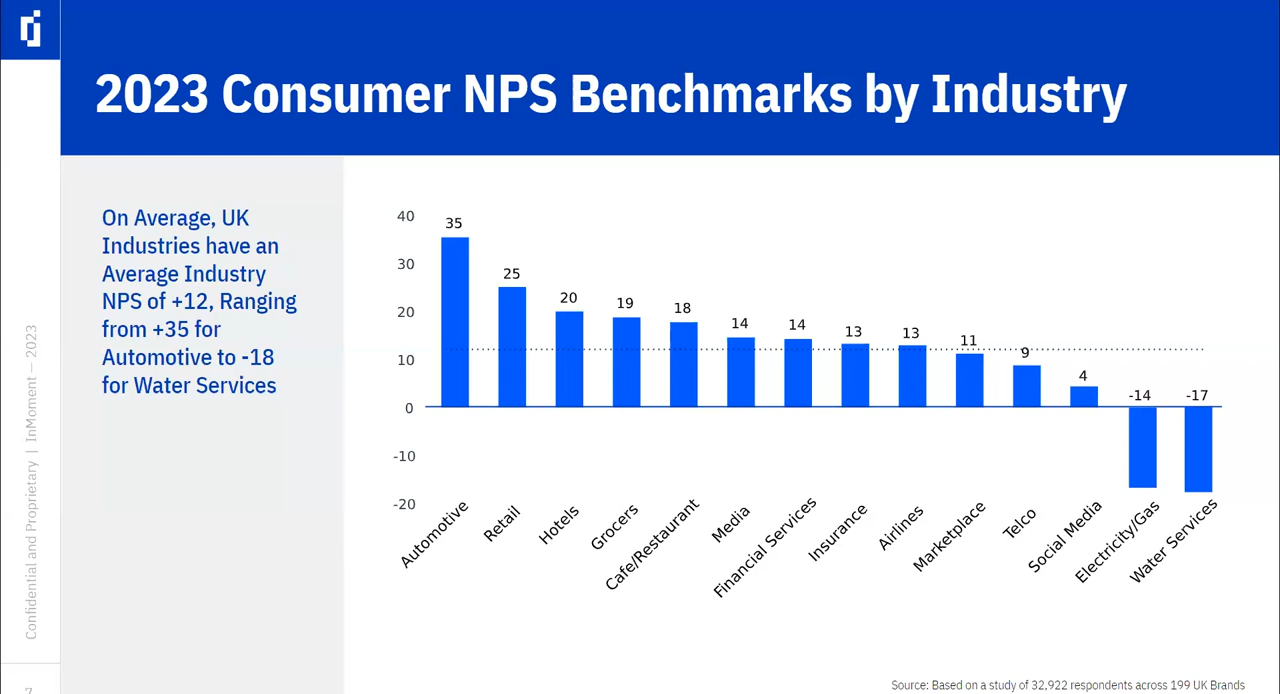 2023 Consumer NPS Benchmarks by Industry
On Average, UK
Industries have an
Average Industry
NPS of +12, Ranging
from +35 for
Automotive to -18
for Water Services
40
30
20
10
0
-10
-20
35
25
20
19
18
14
14
13
13
11
9
4
-14
-17
Automotive
Retail
Hotels
Grocers
Cafe/Restaurant
Media
Financial Services
Insurance
Airlines
Marketplace
Telco
Social Media
Electricity/Gas
Water Services
Source: Based on a study of 32,922 respondents across 199 UK Brands
Confidential and Proprietary | InMoment – 2023
7